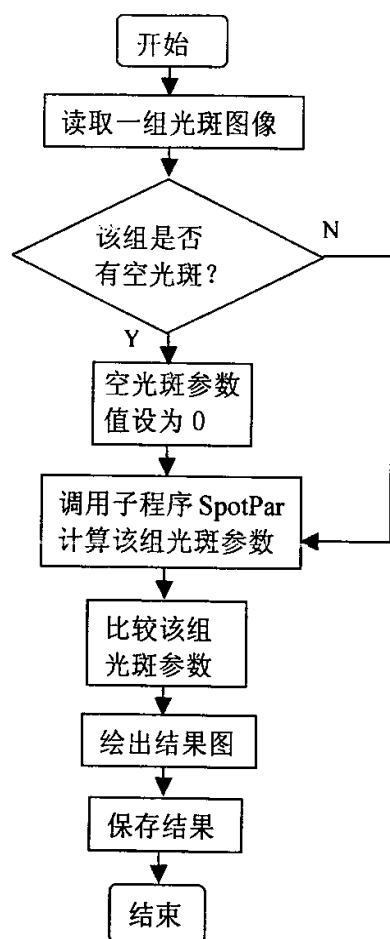 开始
读取一组光斑图像
该组是否
有空光斑?
N
Y
空光斑参数
值设为 0
调用子程序 SpotPar
计算该组光斑参数
比较该组
光斑参数
绘出结果图
保存结果
结束